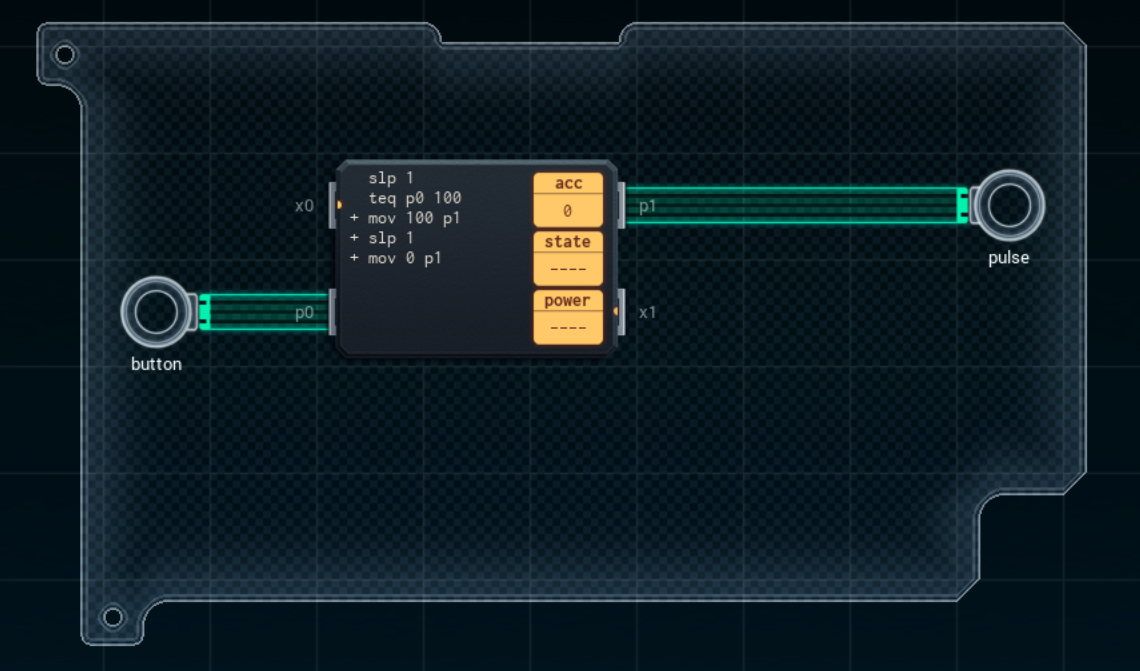 slp 1
teq p0 100
+ mov 100 p1
+ slp 1
+ mov 0 p1
acc
0
state
----
power
----
x0
p0
p1
x1
button
pulse